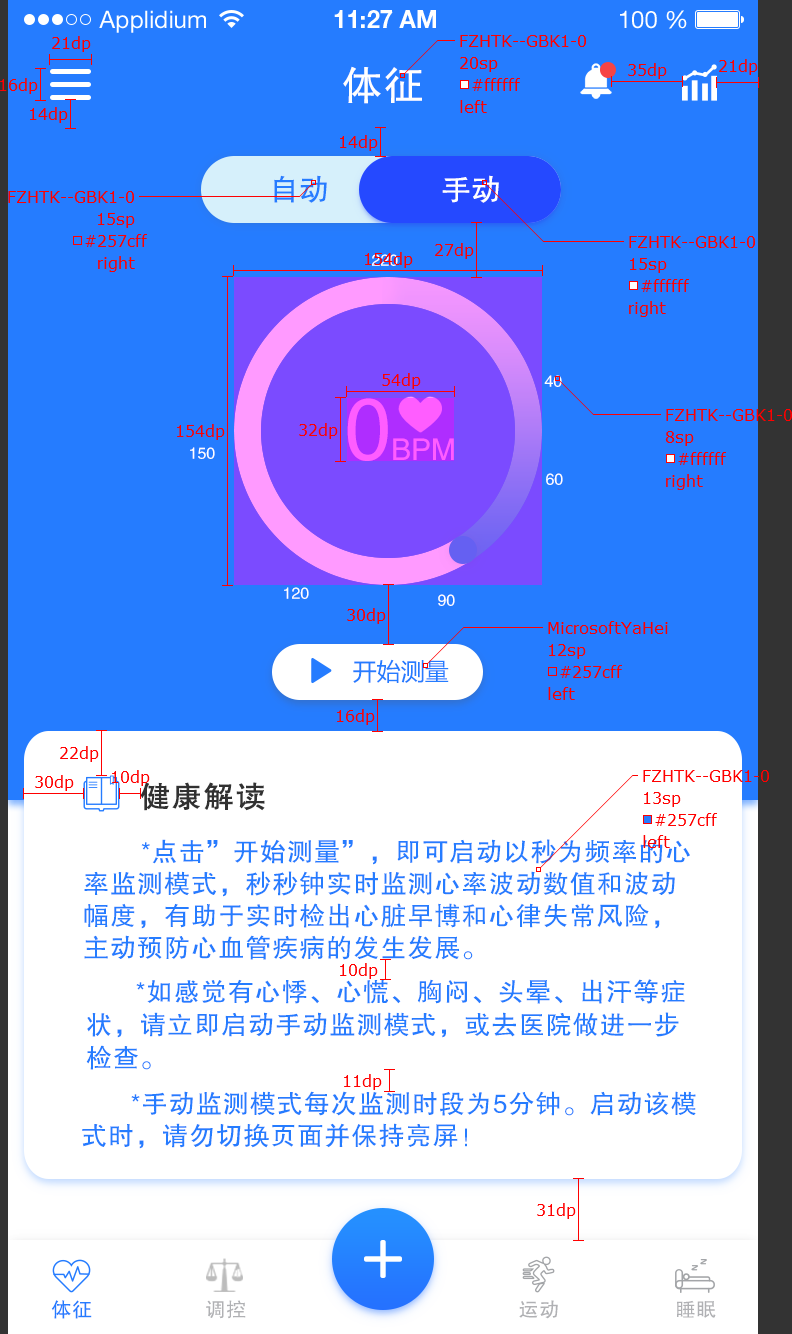 Applidium 11:27 AM 100 %
21dp
FZHTK--GBK1-0
20sp
#ffffff
left
体征
35dp
21dp
16dp
14dp
14dp
自动 手动
FZHTK--GBK1-0
15sp
#257cff
right
FZHTK--GBK1-0
15sp
#ffffff
right
27dp
220
54dp
40
32dp
0
BPM
FZHTK--GBK1-0
8sp
#ffffff
right
154dp
150
60
120
90
30dp
MicrosoftYaHei
12sp
#257cff
left
开始测量
16dp
22dp
30dp
10dp
健康解读
FZHTK--GBK1-0
13sp
#257cff
left
*点击”开始测量”，即可启动以秒为频率的心
率监测模式，秒秒钟实时监测心率波动数值和波动
幅度，有助于实时检出心脏早博和心律失常风险，
主动预防心血管疾病的发生发展。
10dp
*如感觉有心悸、心慌、胸闷、头晕、出汗等症
状，请立即启动手动监测模式，或去医院做进一步
检查。
11dp
*手动监测模式每次监测时段为5分钟。启动该模
式时，请勿切换页面并保持亮屏！
31dp
体征 调控 运动 睡眠